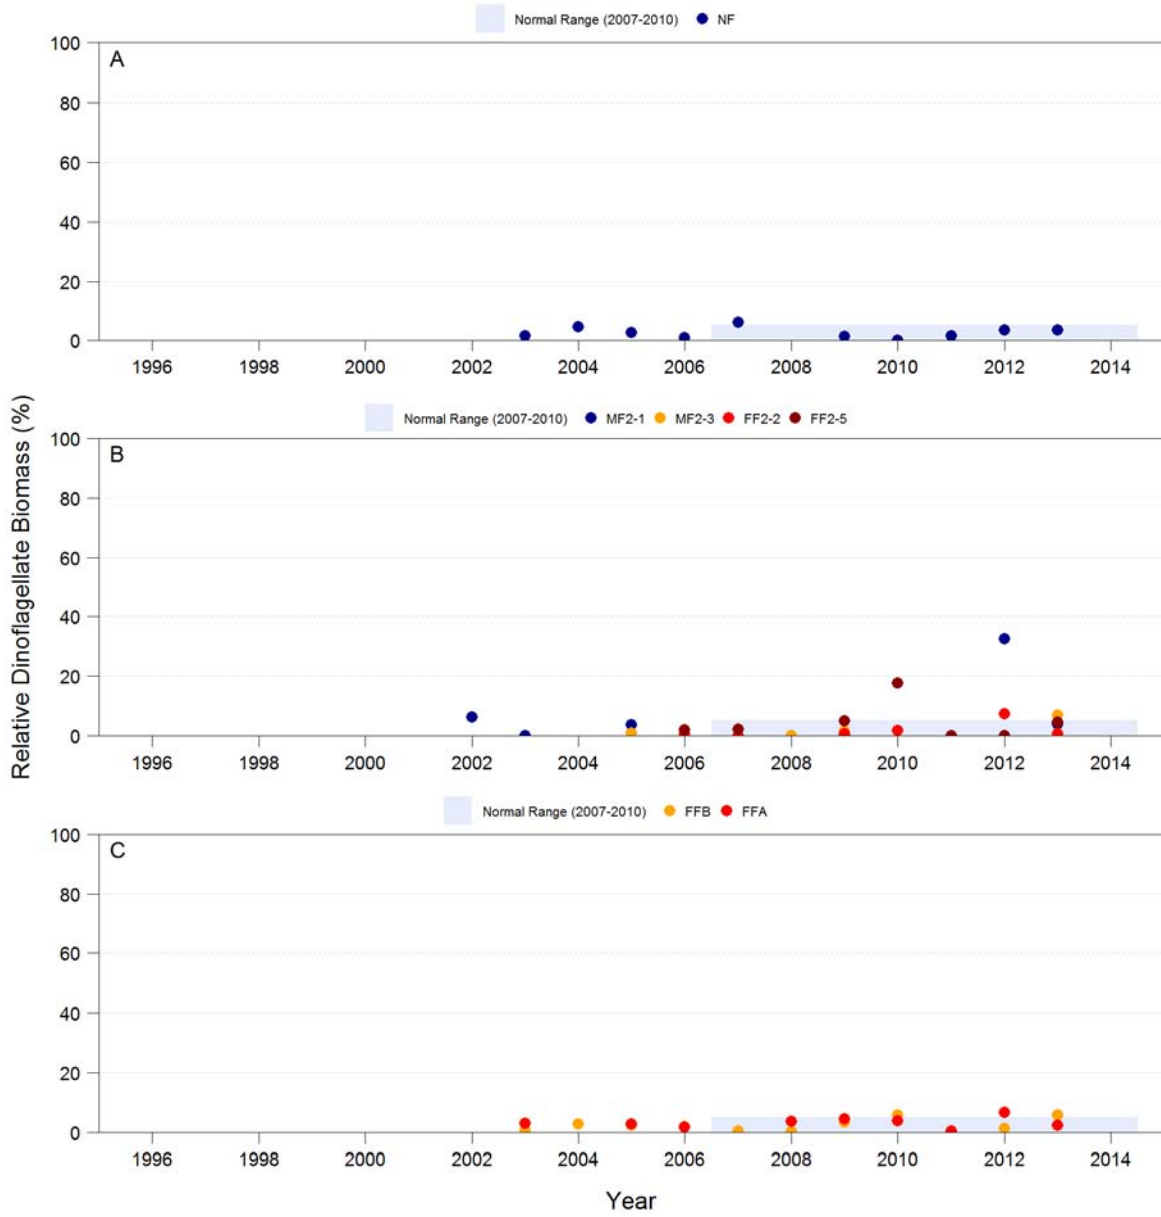 Normal Range (2007-2010) NF
A
100
80
60
40
20
0
1996 1998 2000 2002 2004 2006 2008 2010 2012 2014
Relative Dinoflagellate Biomass (%)
Normal Range (2007-2010) MF2-1 MF2-3 FF2-2 FF2-5
B
100
80
60
40
20
0
1996 1998 2000 2002 2004 2006 2008 2010 2012 2014
Normal Range (2007-2010) FFB FFA
C
100
80
60
40
20
0
1996 1998 2000 2002 2004 2006 2008 2010 2012 2014
Year